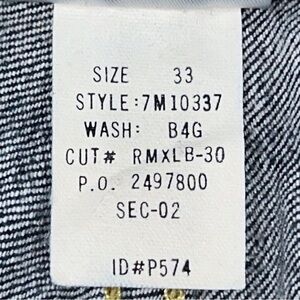 SIZE 33
STYLE:7M10337
WASH: B4G
CUT# RMXLB-30
P.O. 2497800
SEC-02
ID#P574